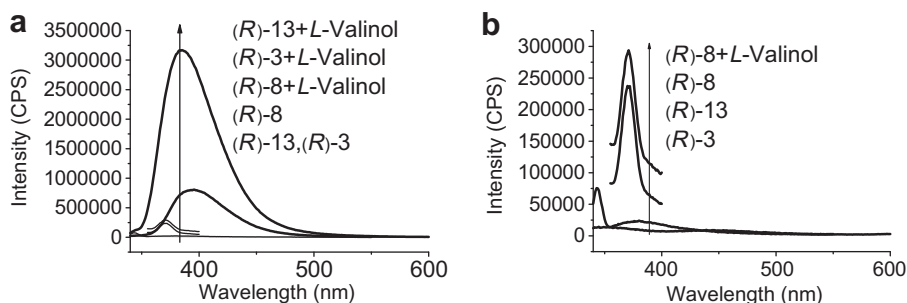 a
3500000
3000000
2500000
2000000
1500000
1000000
500000
0
Intensity (CPS)
(R)-13+L-Valinol
(R)-3+L-Valinol
(R)-8+L-Valinol
(R)-8
(R)-13,(R)-3
400 500 600
Wavelength (nm)
b
300000
250000
200000
150000
100000
50000
0
Intensity (CPS)
(R)-8+L-Valinol
(R)-8
(R)-13
(R)-3
400 500 600
Wavelength (nm)